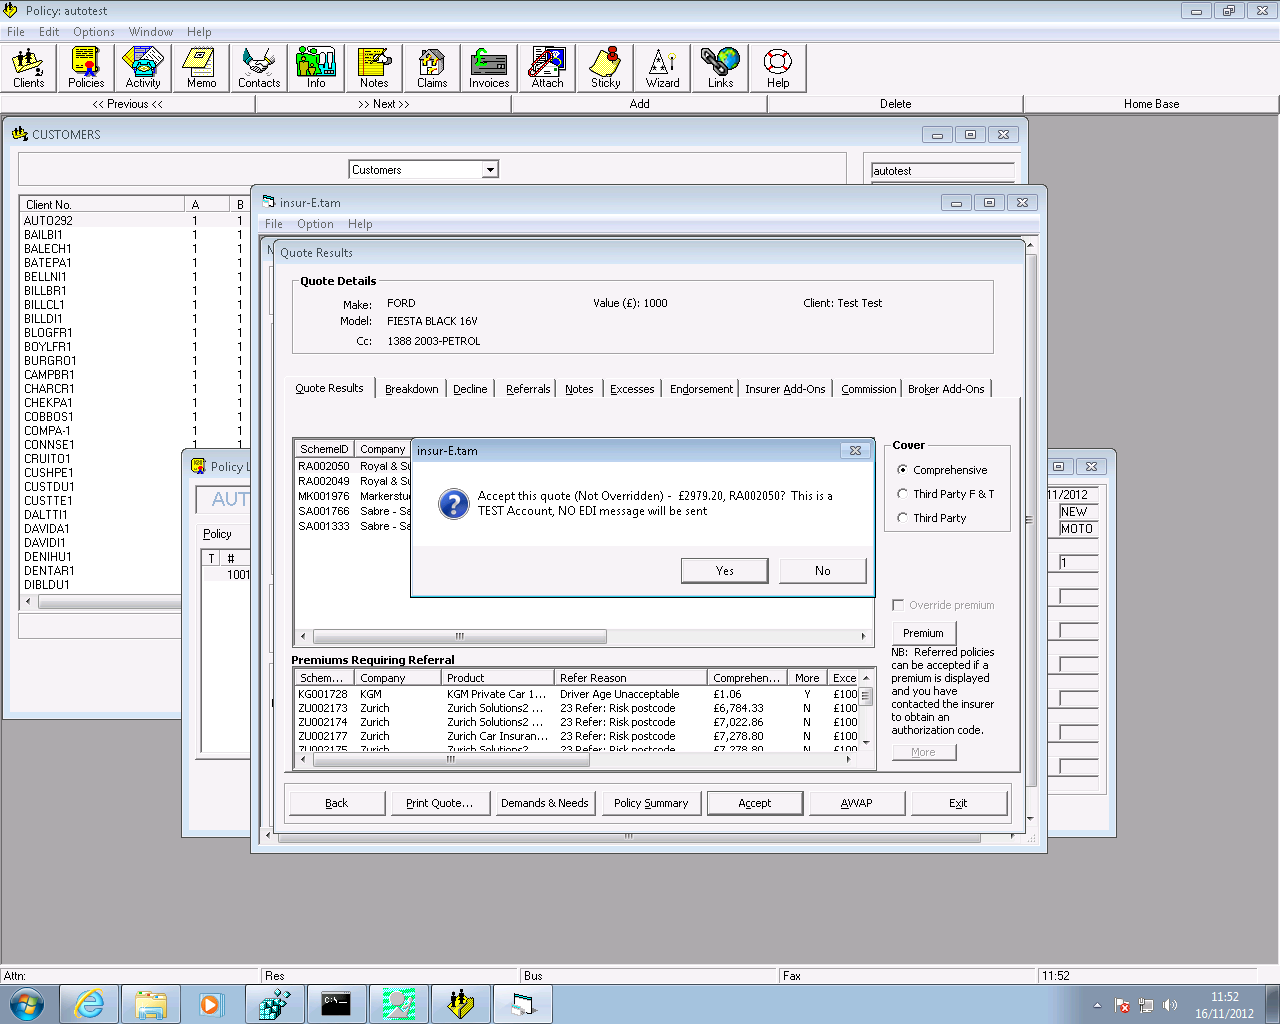 Policy: autotest
File Edit Options Window Help
Clients Policies Activity Memo Contacts Info Notes Claims Invoices Attach Sticky Wizard Links Help
<< Previous << >> Next >> Add Delete Home Base
CUSTOMERS
Customers
autotest
Client No. A B
AUTO292 1 1
BAILBI1 1 1
BALECH1 1 1
BATEPA1 1 1
BELLNI1 1 1
BILLBR1 1 1
BILLCL1 1 1
BILLDI1 1 1
BLOGFR1 1 1
BOYLFR1 1 1
BURGRO1 1 1
CAMPBR1 1 1
CHARCR1 1 1
CHEKPA1 1 1
COBBOS1 1 1
COMPA-1 1 1
CONNSE1 1 1
CRUITO1
CUSHPE1
CUSTDU1
CUSTTE1
DALTTI1
DAVIDA1
DAVIDI1
DENIHU1
DENTAR1
DIBLDU1
Policy L
AUT
Policy
T #
1001
11/2012
NEW
MOTO
1
insur-E.tam
File Option Help
Quote Results
Quote Details
Make: FORD Value (£): 1000 Client: Test Test
Model: FIESTA BLACK 16V
Cc: 1388 2003-PETROL
Quote Results Breakdown Decline Referrals Notes Excesses Endorsement Insurer Add-Ons Commission Broker Add-Ons
SchemeID Company
RA002050 Royal & Su
RA002049 Royal & Su
MK001976 Markerstu
SA001766 Sabre - Sa
SA001333 Sabre - Sa
insur-E.tam
Accept this quote (Not Overridden) - £2979.20, RA002050? This is a
TEST Account, NO EDI message will be sent
Yes No
Cover
Comprehensive
Third Party F & T
Third Party
Override premium
Premium
NB: Referred policies
can be accepted if a
premium is displayed
and you have
contacted the insurer
to obtain an
authorization code.
More
Premiums Requiring Referral
Schem... Company Product Refer Reason Comprehen... More Exce
KG001728 KGM KGM Private Car 1... Driver Age Unacceptable £1.06 Y £100
ZU002173 Zurich Zurich Solutions2 ... 23 Refer: Risk postcode £6,784.33 N £100
ZU002174 Zurich Zurich Solutions2 ... 23 Refer: Risk postcode £7,022.86 N £100
ZU002177 Zurich Zurich Car Insuran... 23 Refer: Risk postcode £7,278.80 N £100
ZU002175 Zurich Zurich Solutions2 ... 23 Refer: Risk postcode £7,278.80 N £100
Back Print Quote... Demands & Needs Policy Summary Accept AWAP Exit
Attn: Res Bus Fax 11:52
11:52
16/11/2012